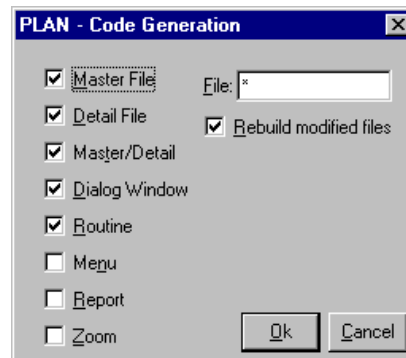 PLAN - Code Generation
Master File
File: *
Detail File
Rebuild modified files
Master/Detail
Dialog Window
Routine
Menu
Report
Zoom
Ok
Cancel